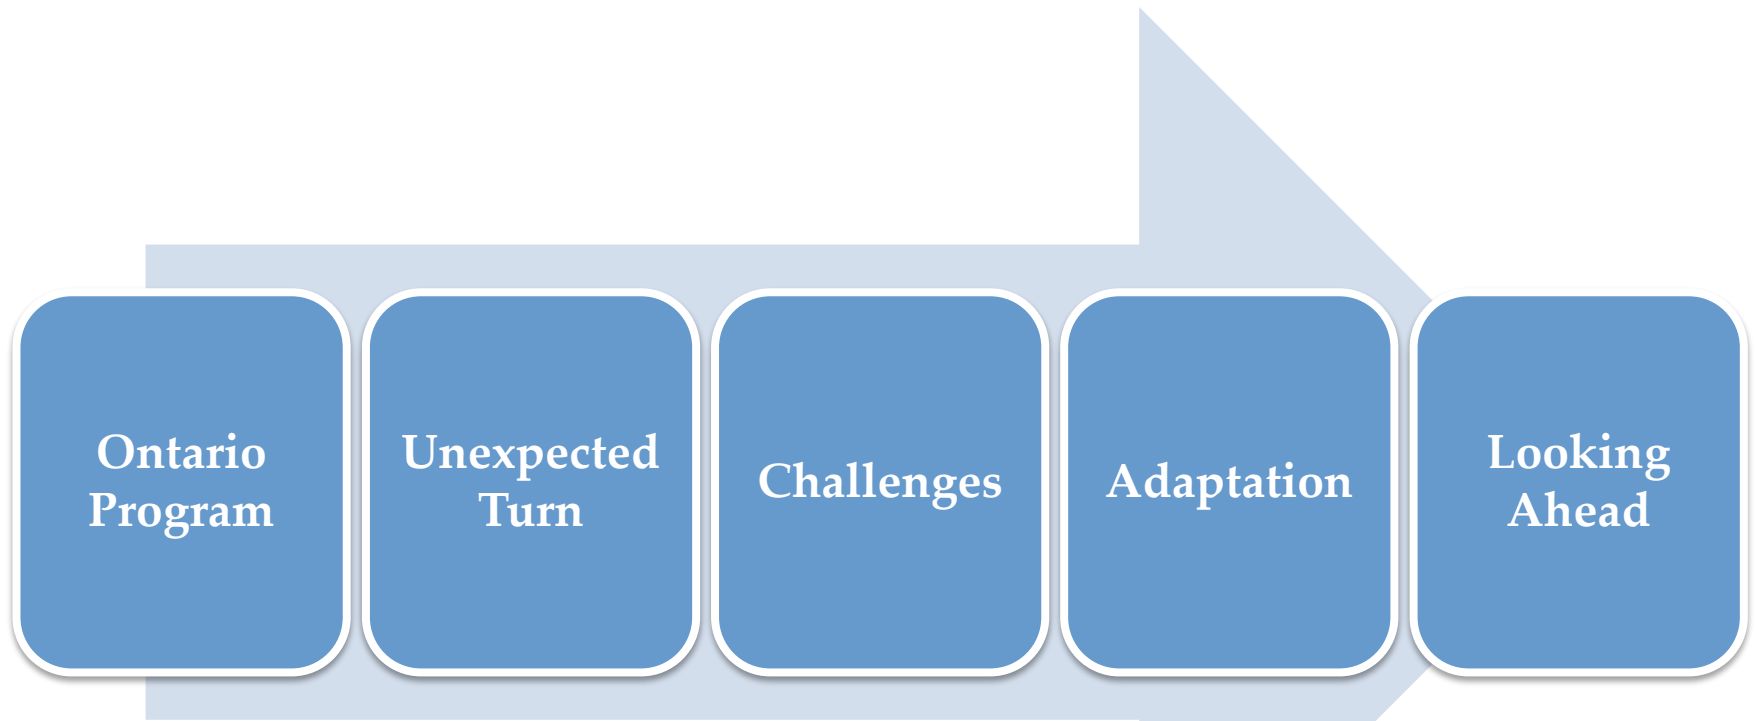 Ontario
Program
Unexpected
Turn
Challenges
Adaptation
Looking
Ahead